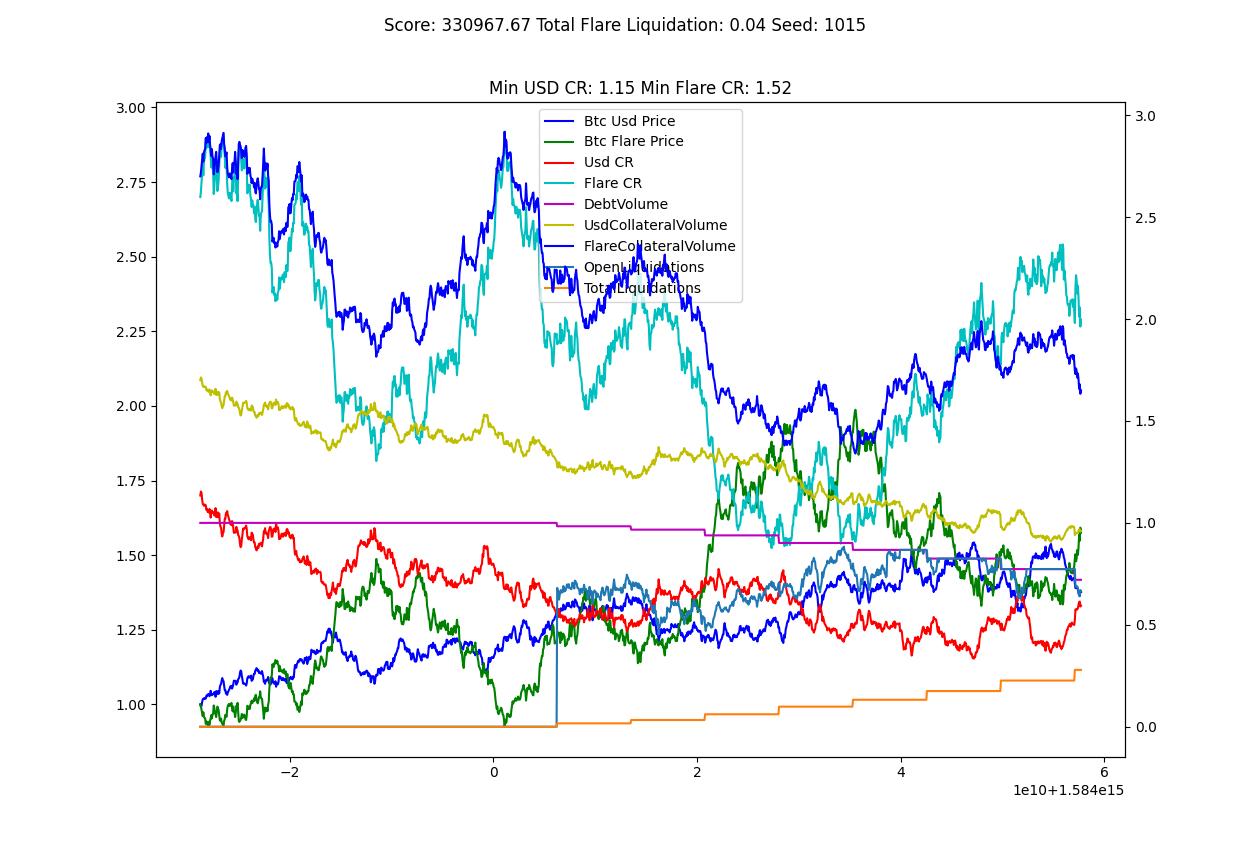 Score: 330967.67 Total Flare Liquidation: 0.04 Seed: 1015
Min USD CR: 1.15 Min Flare CR: 1.52
3.00
2.75
2.50
2.25
2.00
1.75
1.50
1.25
1.00
Btc Usd Price
Btc Flare Price
Usd CR
Flare CR
DebtVolume
UsdCollateralVolume
FlareCollateralVolume
OpenLiquidations
TotalLiquidations
3.0
2.5
2.0
1.5
1.0
0.5
0.0
−2
0
2
4
6
1e10+1.584e15